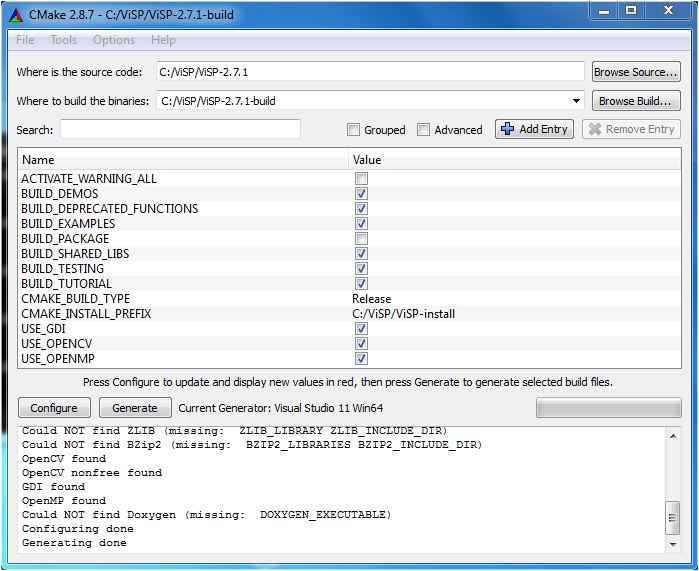 CMake 2.8.7 - C:/ViSP/ViSP-2.7.1-build
File Tools Options Help
Where is the source code: C:/ViSP/ViSP-2.7.1 Browse Source...
Where to build the binaries: C:/ViSP/ViSP-2.7.1-build Browse Build...
Search: Grouped Advanced Add Entry Remove Entry
Name Value
ACTIVATE_WARNING_ALL
BUILD_DEMOS
BUILD_DEPRECATED_FUNCTIONS
BUILD_EXAMPLES
BUILD_PACKAGE
BUILD_SHARED_LIBS
BUILD_TESTING
BUILD_TUTORIAL
CMAKE_BUILD_TYPE Release
CMAKE_INSTALL_PREFIX C:/ViSP/ViSP-install
USE_GDI
USE_OPENCV
USE_OPENMP
Press Configure to update and display new values in red, then press Generate to generate selected build files.
Configure Generate Current Generator: Visual Studio 11 Win64
Could NOT find ZLIB (missing: ZLIB_LIBRARY ZLIB_INCLUDE_DIR)
Could NOT find BZip2 (missing: BZIP2_LIBRARIES BZIP2_INCLUDE_DIR)
OpenCV found
OpenCV nonfree found
GDI found
OpenMP found
Could NOT find Doxygen (missing: DOXYGEN_EXECUTABLE)
Configuring done
Generating done